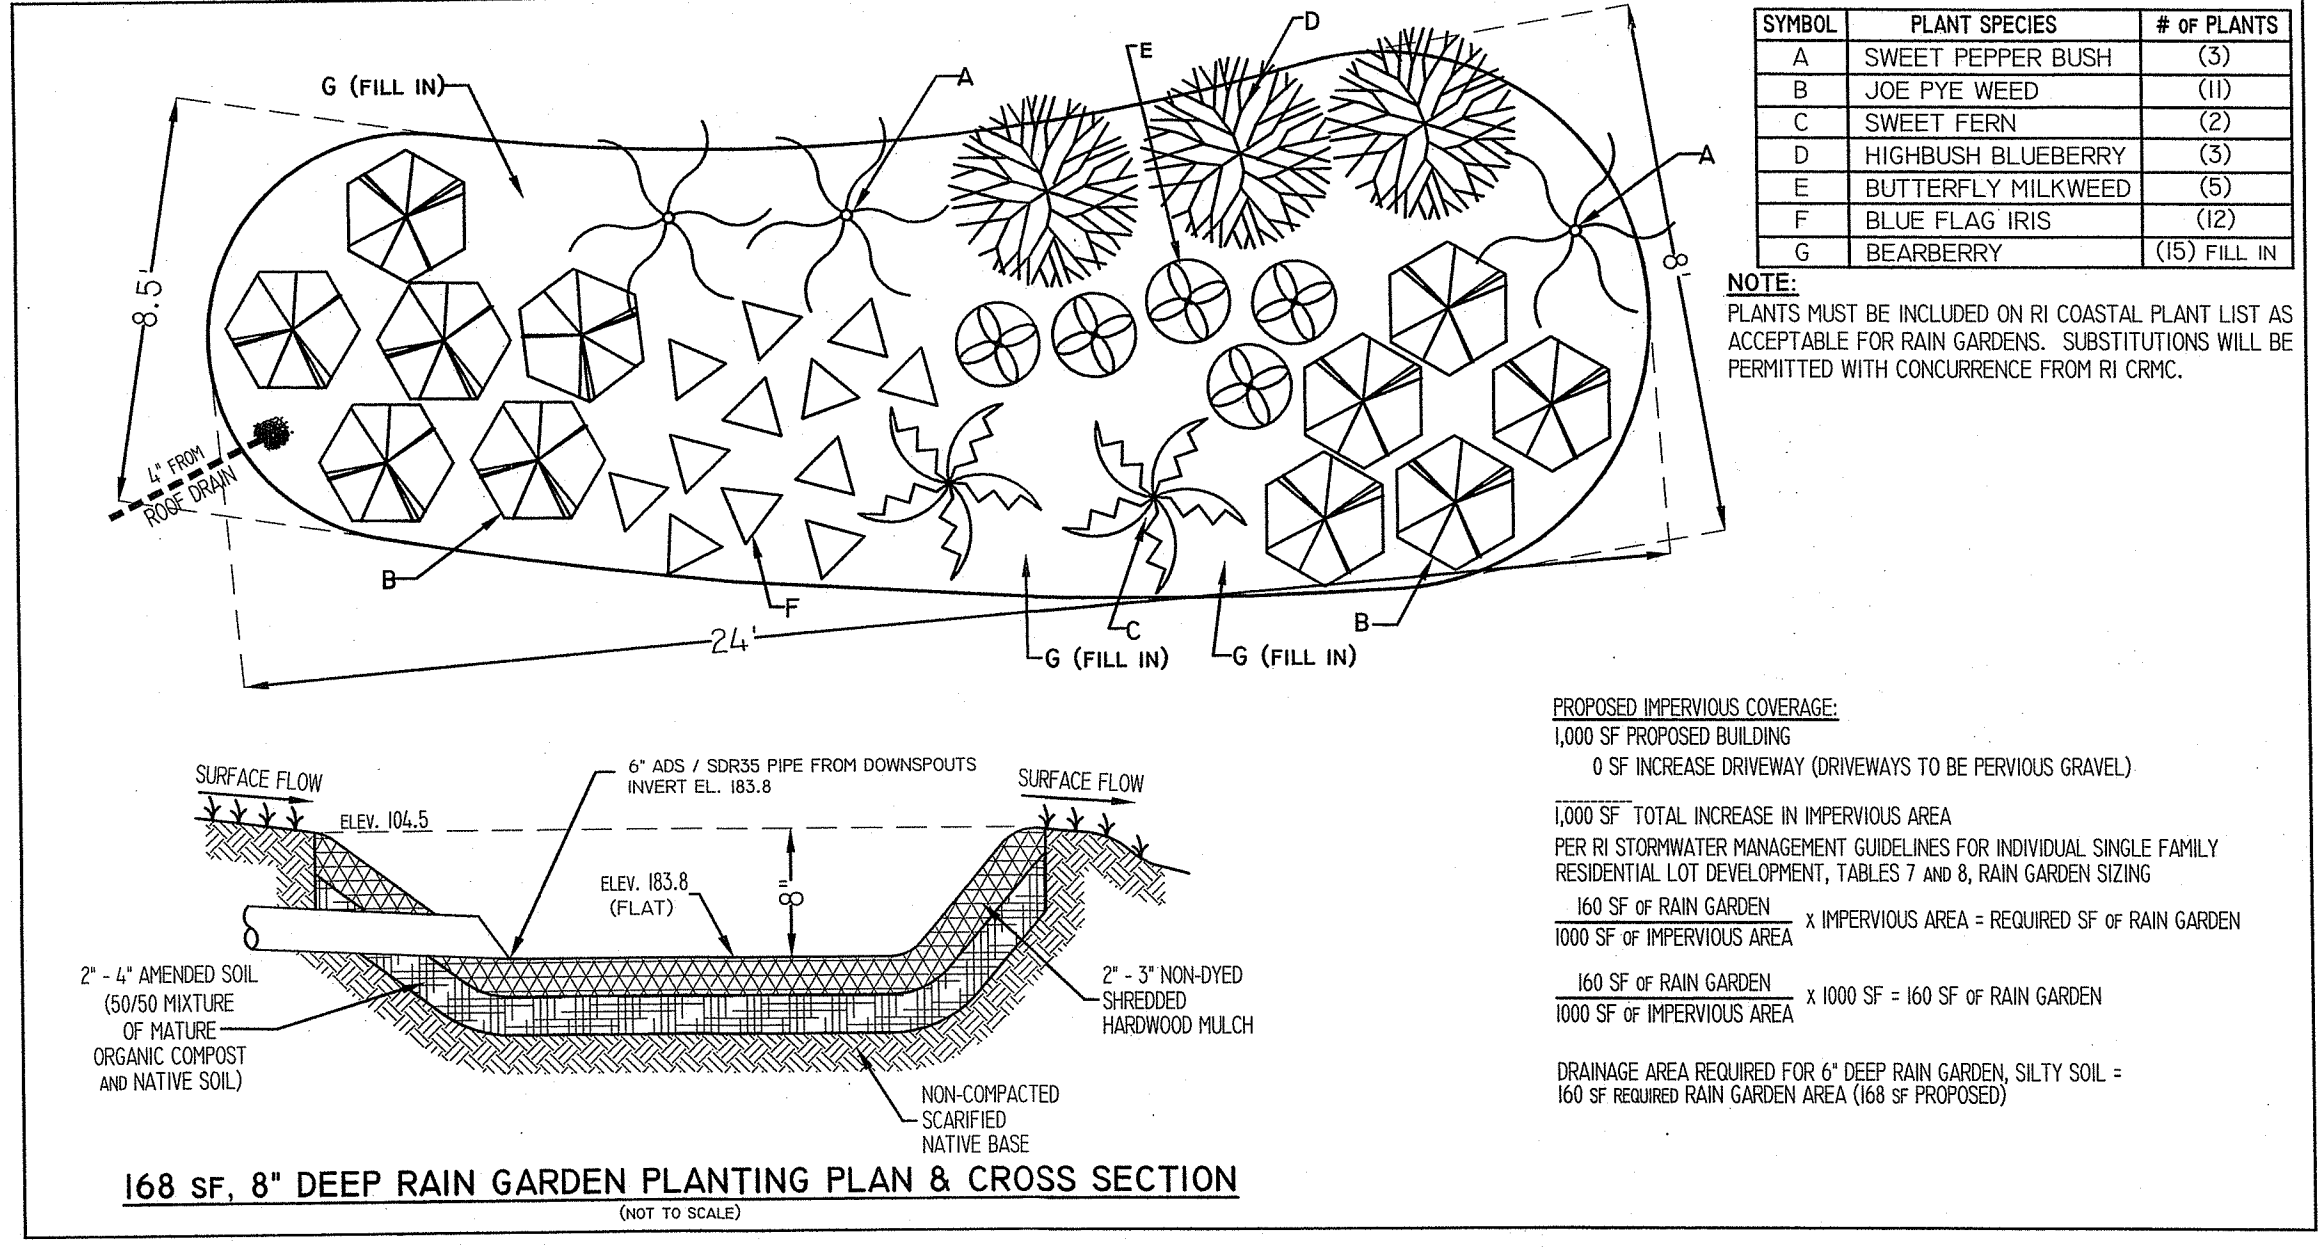 SYMBOL PLANT SPECIES # OF PLANTS
A SWEET PEPPER BUSH (3)
B JOE PYE WEED (11)
C SWEET FERN (2)
D HIGHBUSH BLUEBERRY (3)
E BUTTERFLY MILKWEED (5)
F BLUE FLAG IRIS (12)
G BEARBERRY (15) FILL IN
NOTE:
PLANTS MUST BE INCLUDED ON RI COASTAL PLANT LIST AS
ACCEPTABLE FOR RAIN GARDENS. SUBSTITUTIONS WILL BE
PERMITTED WITH CONCURRENCE FROM RI CRMC.
G (FILL IN)
A
E
D
A
8.5'
8'
4" FROM
ROOF DRAIN
B
F
24'
C
G (FILL IN)
G (FILL IN)
B
SURFACE FLOW
ELEV. 104.5
6" ADS / SDR35 PIPE FROM DOWNSPOUTS
INVERT EL. 183.8
SURFACE FLOW
ELEV. 183.8
(FLAT)
8"
2" - 4" AMENDED SOIL
(50/50 MIXTURE
OF MATURE
ORGANIC COMPOST
AND NATIVE SOIL)
2" - 3" NON-DYED
SHREDDED
HARDWOOD MULCH
NON-COMPACTED
SCARIFIED
NATIVE BASE
168 SF, 8" DEEP RAIN GARDEN PLANTING PLAN & CROSS SECTION
(NOT TO SCALE)
PROPOSED IMPERVIOUS COVERAGE:
1,000 SF PROPOSED BUILDING
0 SF INCREASE DRIVEWAY (DRIVEWAYS TO BE PERVIOUS GRAVEL)
----------
1,000 SF TOTAL INCREASE IN IMPERVIOUS AREA
PER RI STORMWATER MANAGEMENT GUIDELINES FOR INDIVIDUAL SINGLE FAMILY
RESIDENTIAL LOT DEVELOPMENT, TABLES 7 AND 8, RAIN GARDEN SIZING
160 SF OF RAIN GARDEN
1000 SF OF IMPERVIOUS AREA
X IMPERVIOUS AREA = REQUIRED SF OF RAIN GARDEN
160 SF OF RAIN GARDEN
1000 SF OF IMPERVIOUS AREA
X 1000 SF = 160 SF OF RAIN GARDEN
DRAINAGE AREA REQUIRED FOR 6" DEEP RAIN GARDEN, SILTY SOIL =
160 SF REQUIRED RAIN GARDEN AREA (168 SF PROPOSED)